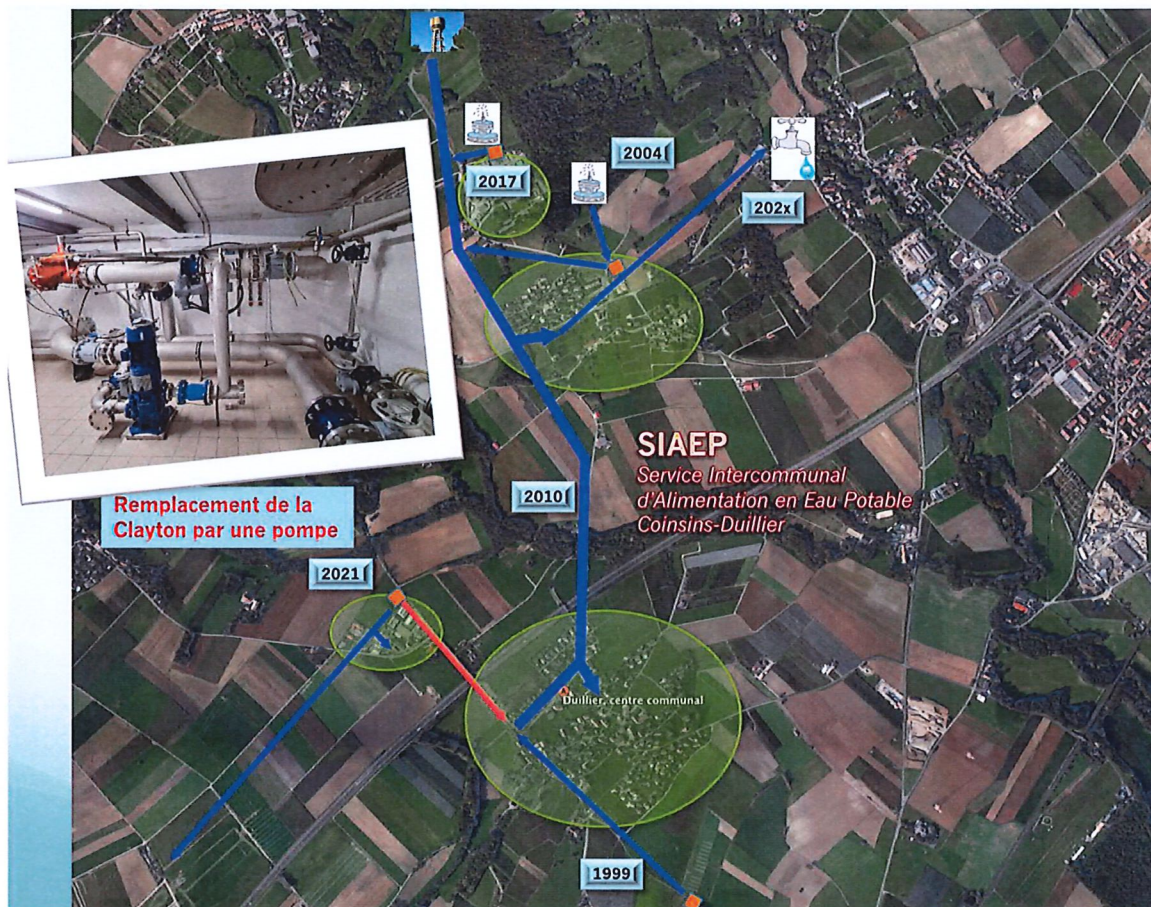 2004
2017
202x
SIAEP
Service Intercommunal
d'Alimentation en Eau Potable
Coinsins-Duillier
2010
Remplacement de la
Clayton par une pompe
2021
Duillier, centre communal
1999